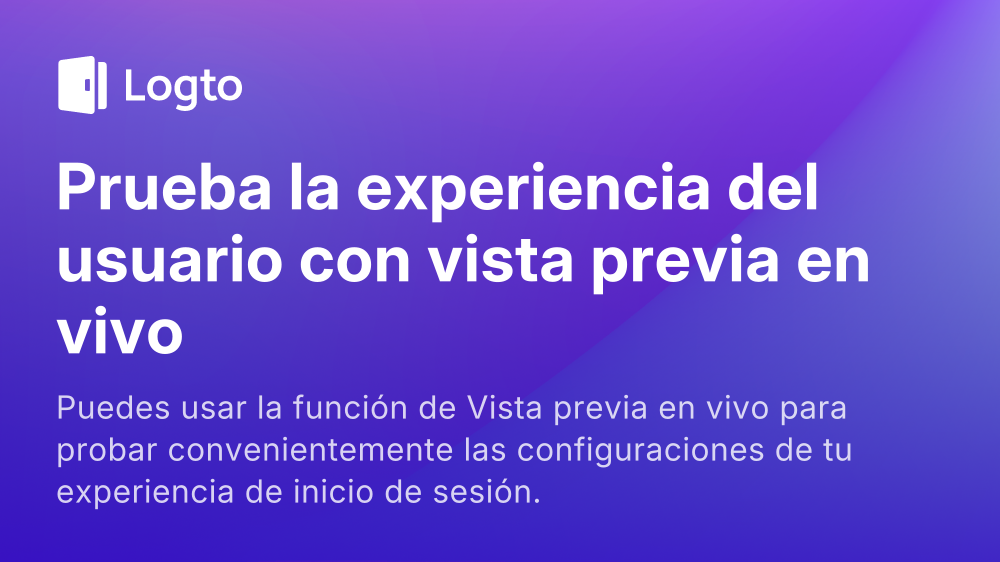 Logto
Prueba la experiencia del
usuario con vista previa en
vivo
Puedes usar la función de Vista previa en vivo para
probar convenientemente las configuraciones de tu
experiencia de inicio de sesión.